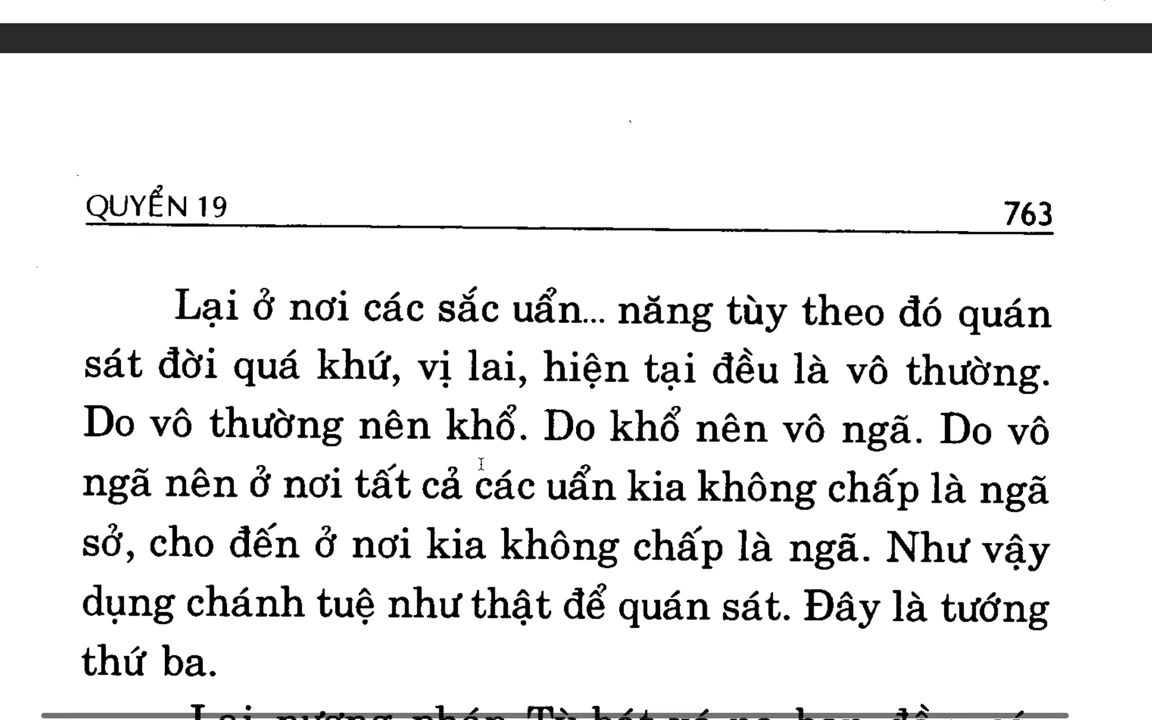 QUYỂN 19
763
Lại ở nơi các sắc uẩn... năng tùy theo đó quán
sát đời quá khứ, vị lai, hiện tại đều là vô thường.
Do vô thường nên khổ. Do khổ nên vô ngã. Do vô
ngã nên ở nơi tất cả các uẩn kia không chấp là ngã
sở, cho đến ở nơi kia không chấp là ngã. Như vậy
dụng chánh tuệ như thật để quán sát. Đây là tướng
thứ ba.